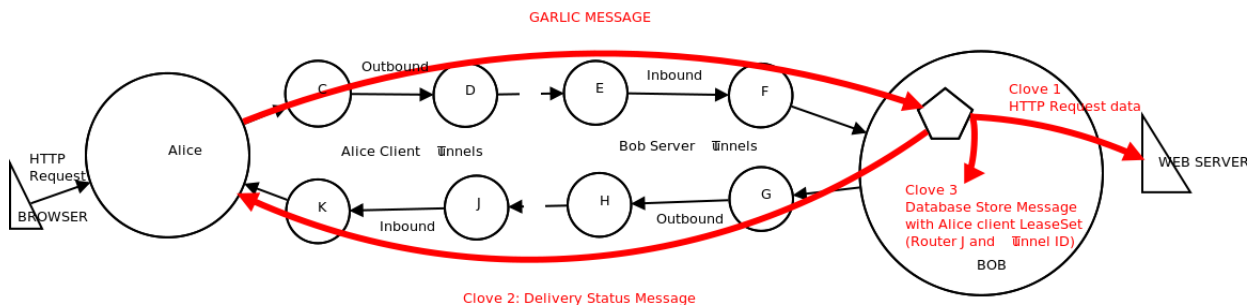 GARLIC MESSAGE
Outbound
Inbound
C
D
E
F
Clove 1
HTTP Request data
Alice
Alice Client Tunnels
Bob Server Tunnels
HTTP
Request
WEB SERVER
BROWSER
K
J
H
G
Inbound
Outbound
Clove 3
Database Store Message
with Alice client LeaseSet
(Router J and Tunnel ID)
BOB
Clove 2: Delivery Status Message